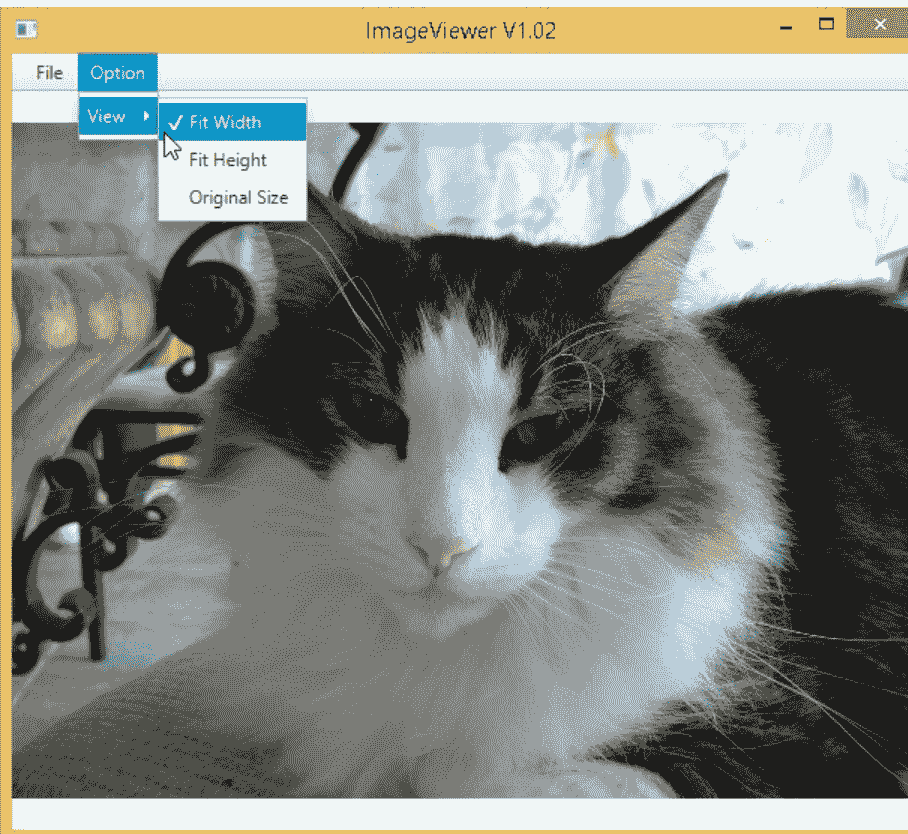 ImageViewer V1.02
File Option
View Fit Width
Fit Height
Original Size